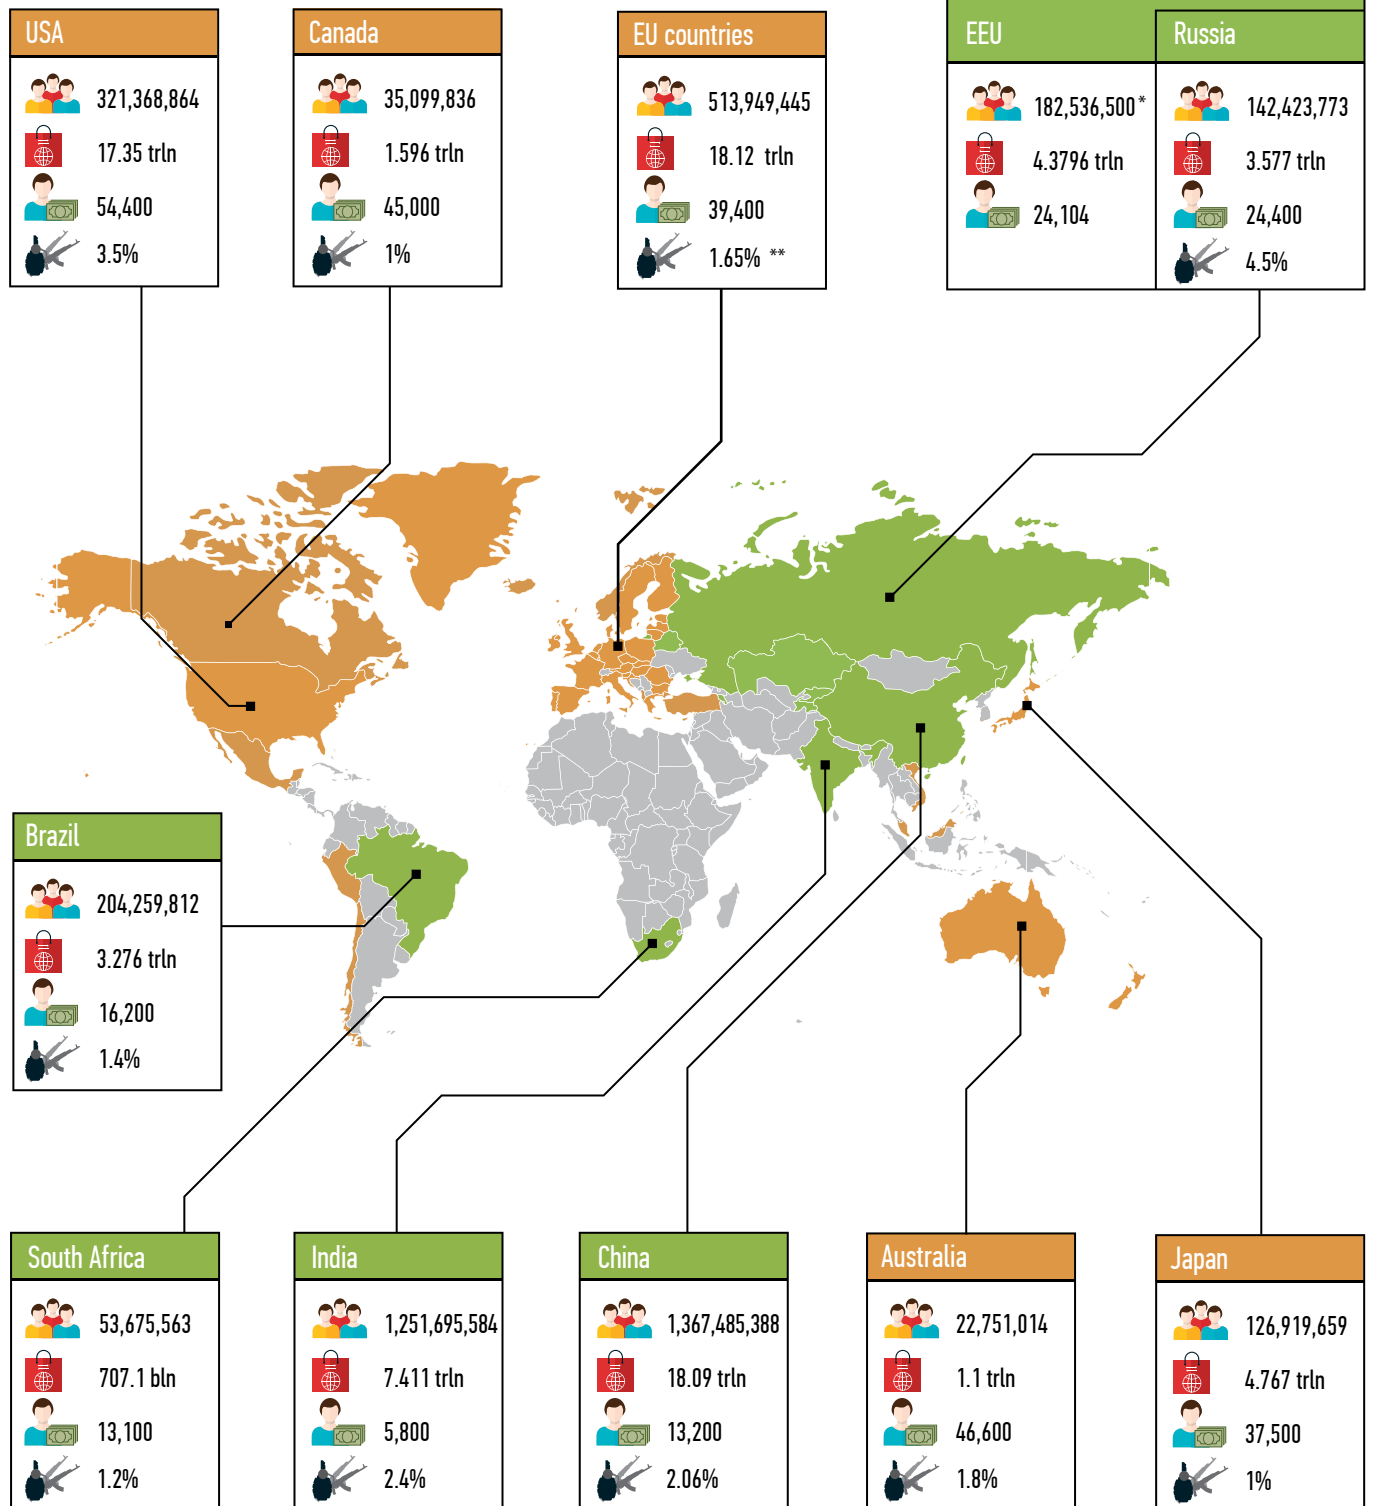 USA
321,368,864
17.35 trln
54,400
3.5%
Canada
35,099,836
1.596 trln
45,000
1%
EU countries
513,949,445
18.12 trln
39,400
1.65% **
EEU
182,536,500*
4.3796 trln
24,104
Russia
142,423,773
3.577 trln
24,400
4.5%
Brazil
204,259,812
3.276 trln
16,200
1.4%
South Africa
53,675,563
707.1 bln
13,100
1.2%
India
1,251,695,584
7.411 trln
5,800
2.4%
China
1,367,485,388
18.09 trln
13,200
2.06%
Australia
22,751,014
1.1 trln
46,600
1.8%
Japan
126,919,659
4.767 trln
37,500
1%